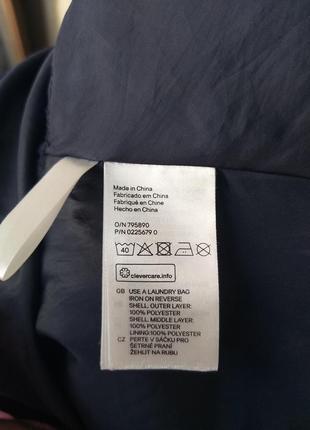 Made in China
Fabricado em China
Fabriqué en Chine
Hecho en China
O/N 795890
P/N 0225679 0
40
clevercare.info
GB USE A LAUNDRY BAG
IRON ON REVERSE
SHELL, OUTER LAYER:
100% POLYESTER
SHELL, MIDDLE LAYER:
100% POLYESTER
LINING:100% POLYESTER
CZ PERTE V SÁČKU PRO
ŠETRNÉ PRANÍ
ŽEHLIT NA RUBU